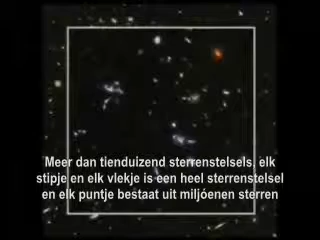 Meer dan tienduizend sterrenstelsels, elk
stipje en elk vlekje is een heel sterrenstelsel
en elk puntje bestaat uit miljóenen sterren